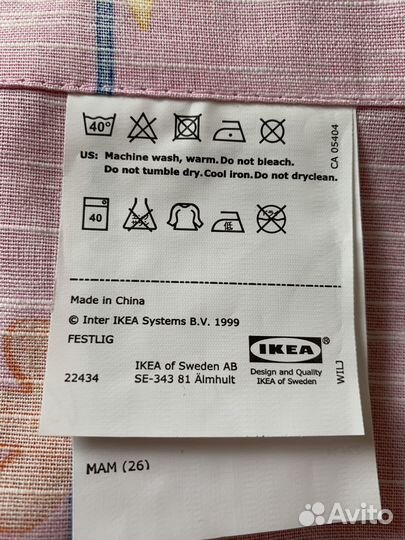 40°
US: Machine wash, warm. Do not bleach.
Do not tumble dry. Cool iron. Do not dryclean.
CA 05404
40
低
Made in China
© Inter IKEA Systems B.V. 1999
FESTLIG
IKEA of Sweden AB
22434 SE-343 81 Älmhult
IKEA®
Design and Quality
IKEA of Sweden
WILJ
MAM (26)
Avito